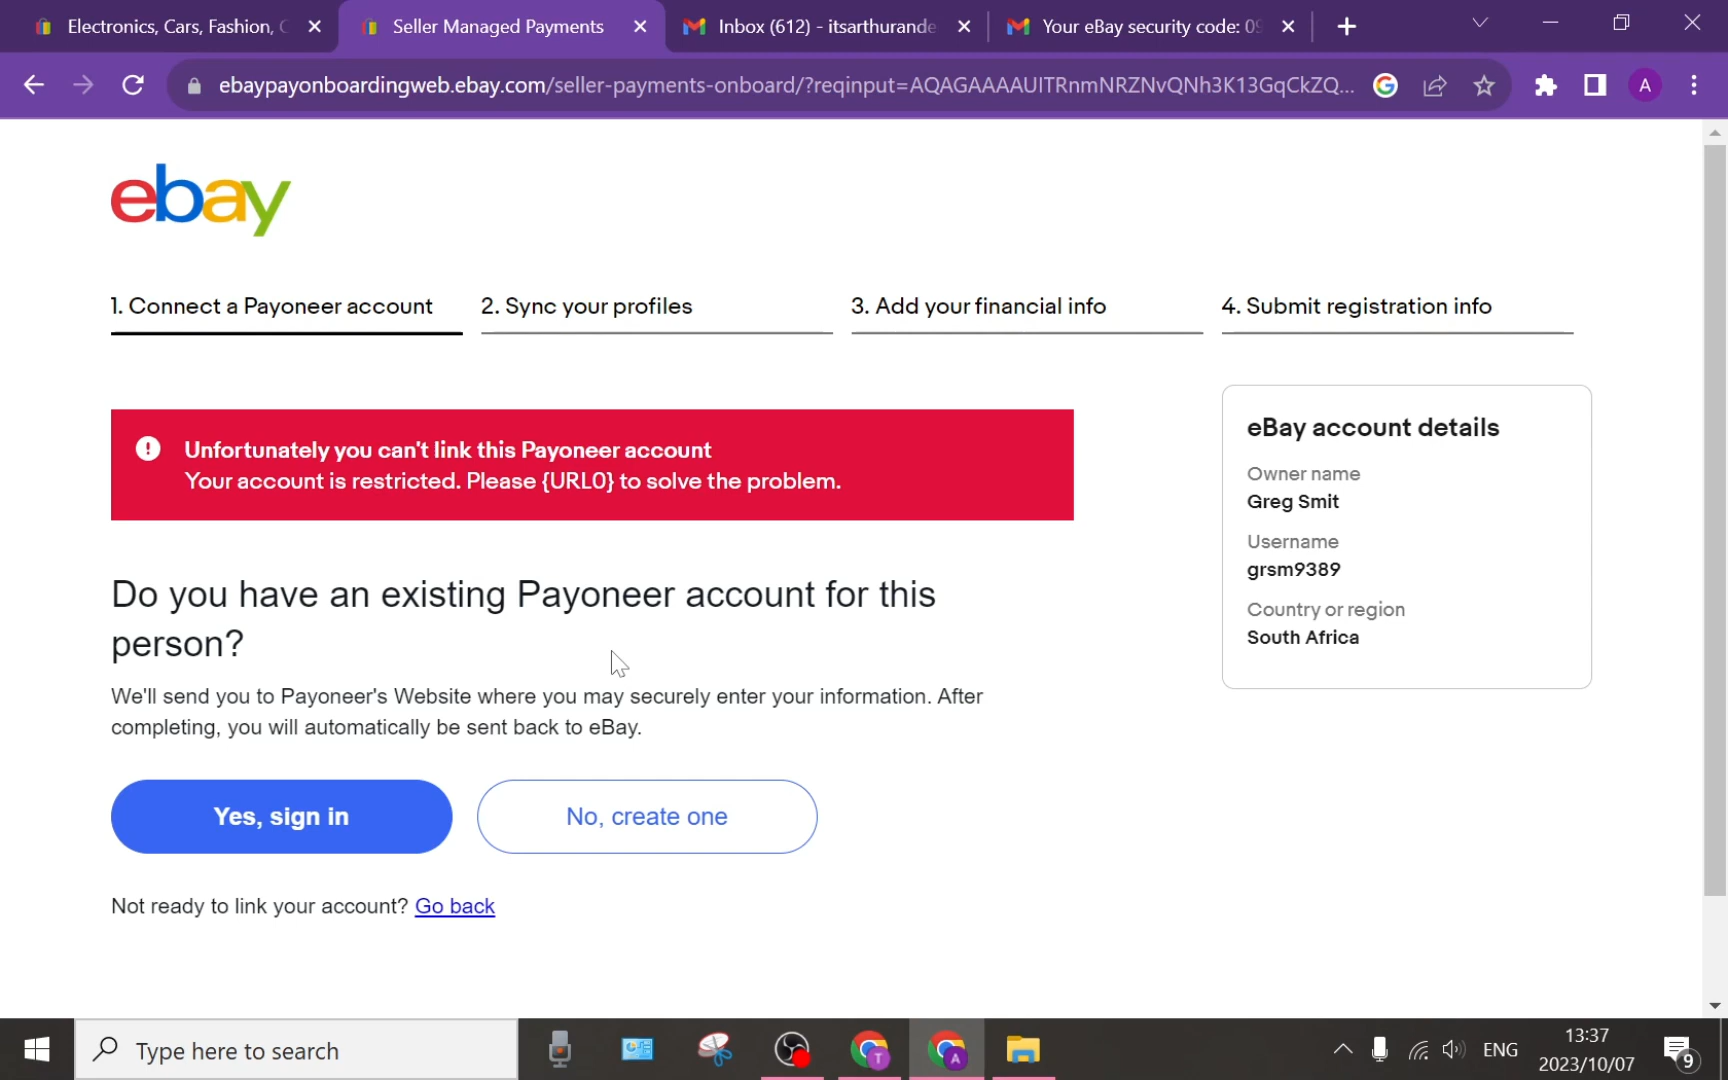 Electronics, Cars, Fashion,
Seller Managed Payments
Inbox (612) - itsarthurande
Your eBay security code:
ebaypayonboardingweb.ebay.com/seller-payments-onboard/?reqinput=AQAGAAAAUITRnmNRZNvQNh3K13GqCkZQ...
A
ebay
1. Connect a Payoneer account
2. Sync your profiles
3. Add your financial info
4. Submit registration info
Unfortunately you can't link this Payoneer account
Your account is restricted. Please {URL0} to solve the problem.
eBay account details
Owner name
Greg Smit
Username
grsm9389
Country or region
South Africa
Do you have an existing Payoneer account for this
person?
We'll send you to Payoneer's Website where you may securely enter your information. After
completing, you will automatically be sent back to eBay.
Yes, sign in
No, create one
Not ready to link your account? Go back
Type here to search
T
A
ENG
13:37
2023/10/07
9